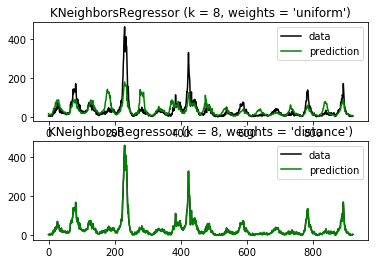 KNeighborsRegressor (k = 8, weights = 'uniform')
400
200
0
data
prediction
0 200 400 600 800
KNeighborsRegressor (k = 8, weights = 'distance')
400
200
0
data
prediction
0 200 400 600 800